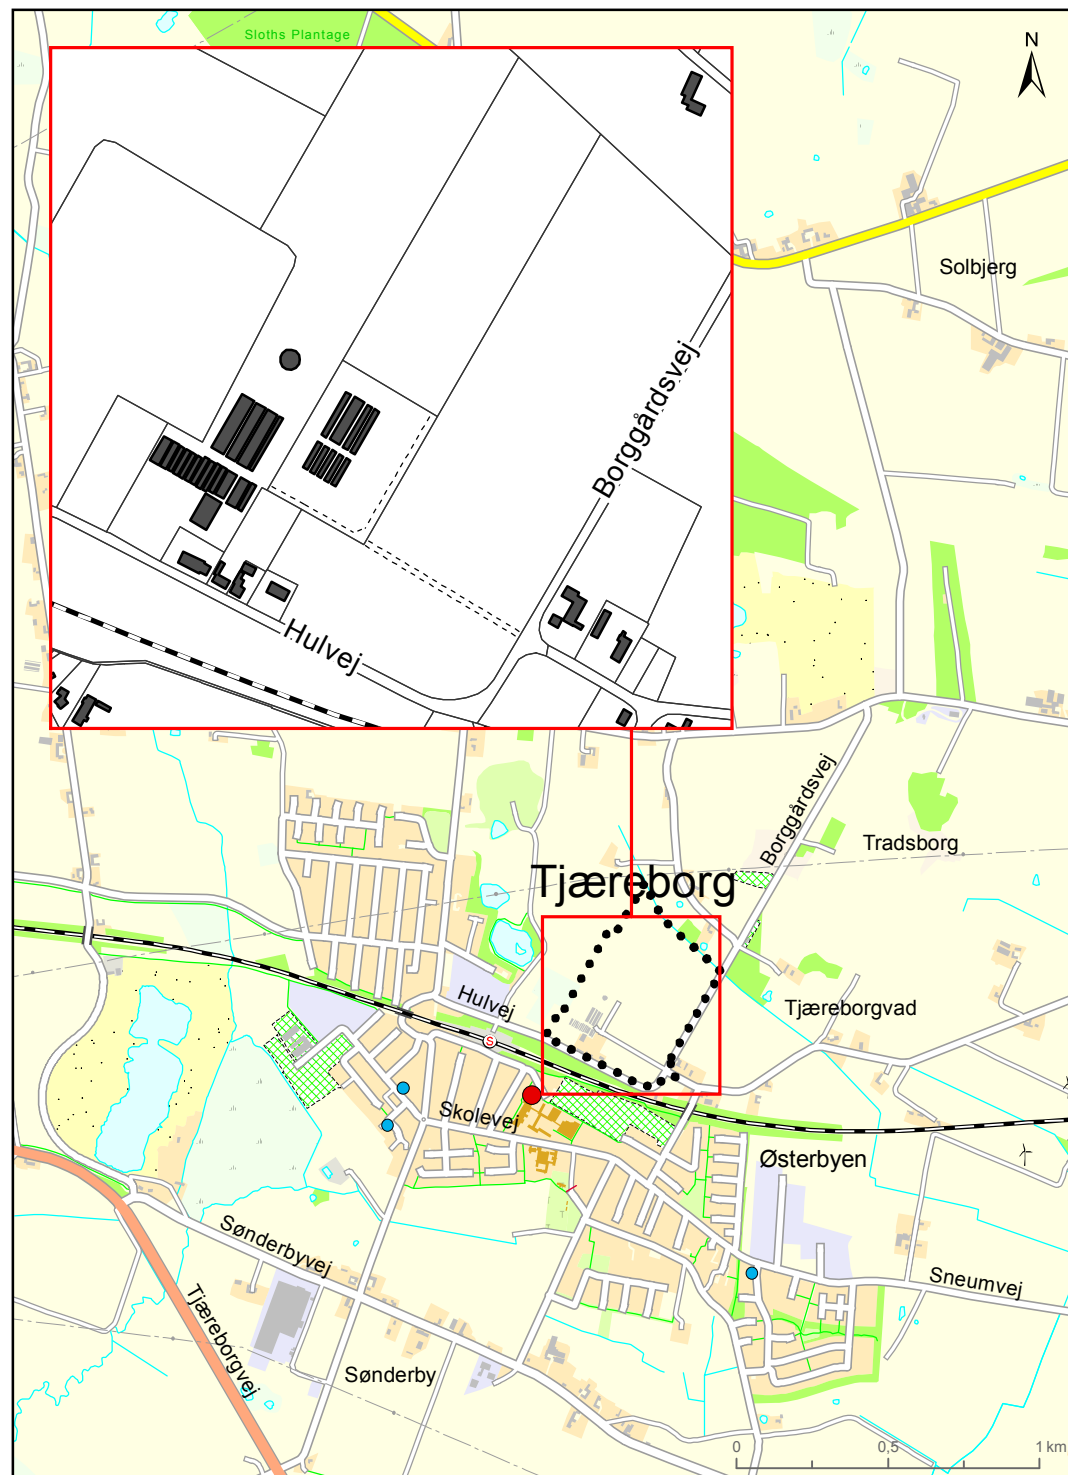 Sloths Plantage
N
Solbjerg
Borggårdsvej
Hulvej
Borggårdsvej
Tradsborg
Tjæreborg
Hulvej
Tjæreborgvad
S
Skolevej
Østerbyen
Sønderbyvej
Sneumvej
Tjæreborgvej
Sønderby
0 0,5 1 km